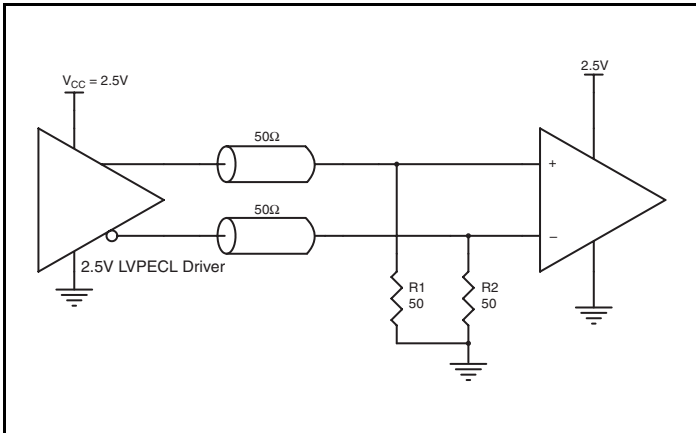 V_CC = 2.5V
2.5V
50Ω
50Ω
+
–
2.5V LVPECL Driver
R1
50
R2
50